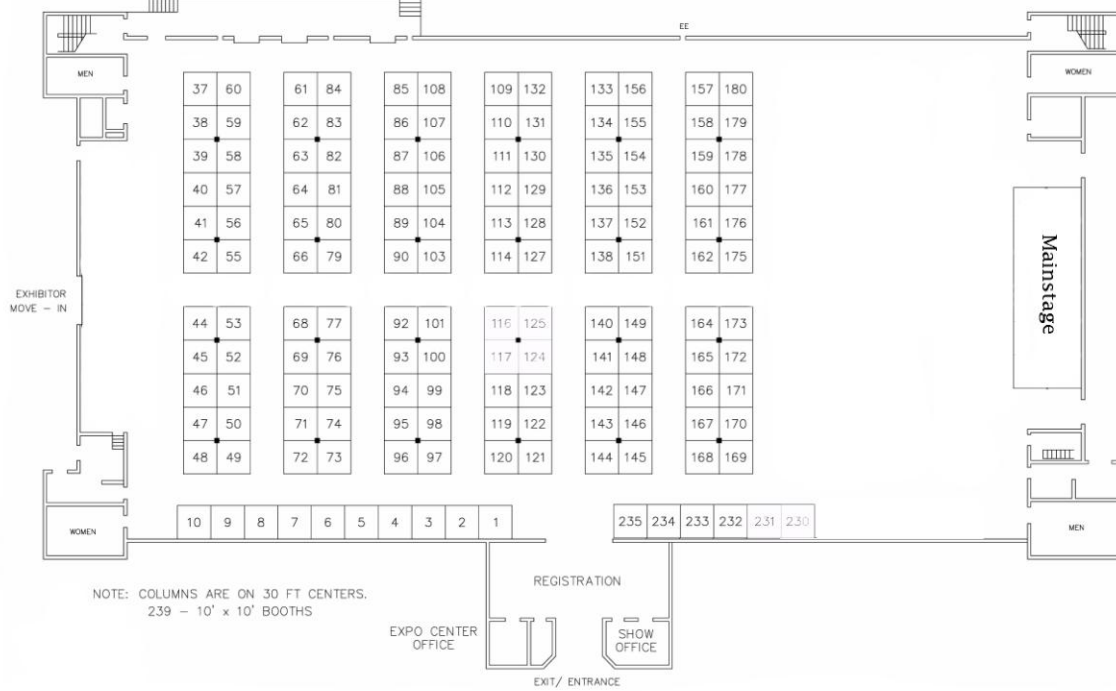 EE
MEN
WOMEN
37 60 61 84 85 108 109 132 133 156 157 180
38 59 62 83 86 107 110 131 134 155 158 179
39 58 63 82 87 106 111 130 135 154 159 178
40 57 64 81 88 105 112 129 136 153 160 177
41 56 65 80 89 104 113 128 137 152 161 176
42 55 66 79 90 103 114 127 138 151 162 175
Mainstage
EXHIBITOR
MOVE - IN
44 53 68 77 92 101 116 125 140 149 164 173
45 52 69 76 93 100 117 124 141 148 165 172
46 51 70 75 94 99 118 123 142 147 166 171
47 50 71 74 95 98 119 122 143 146 167 170
48 49 72 73 96 97 120 121 144 145 168 169
10 9 8 7 6 5 4 3 2 1 235 234 233 232 231 230
WOMEN
MEN
NOTE: COLUMNS ARE ON 30 FT CENTERS.
239 - 10' x 10' BOOTHS
REGISTRATION
EXPO CENTER
OFFICE
SHOW
OFFICE
EXIT/ ENTRANCE